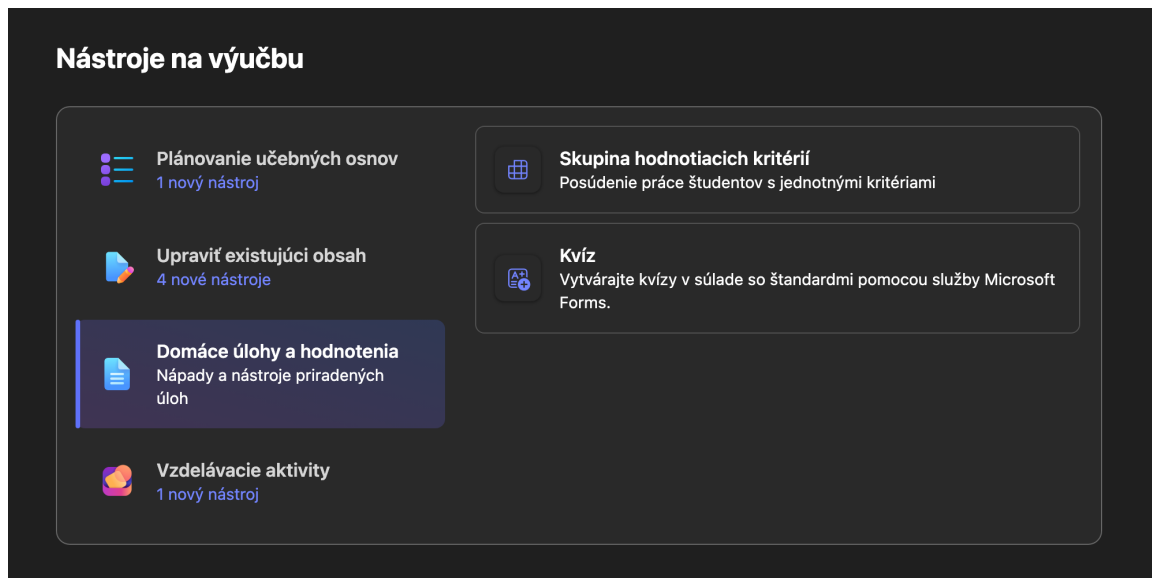 Nástroje na výučbu
Plánovanie učebných osnov
1 nový nástroj
Upraviť existujúci obsah
4 nové nástroje
Domáce úlohy a hodnotenia
Nápady a nástroje priradených
úloh
Vzdelávacie aktivity
1 nový nástroj
Skupina hodnotiacich kritérií
Posúdenie práce študentov s jednotnými kritériami
Kvíz
Vytvárajte kvízy v súlade so štandardmi pomocou služby Microsoft
Forms.